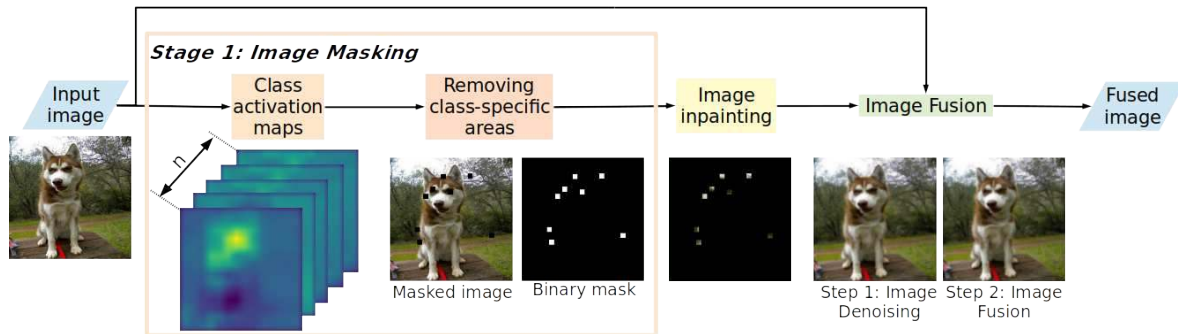 Stage 1: Image Masking
Input
image
Class
activation
maps
Removing
class-specific
areas
Image
inpainting
Image Fusion
Fused
image
n
Masked image
Binary mask
Step 1: Image
Denoising
Step 2: Image
Fusion